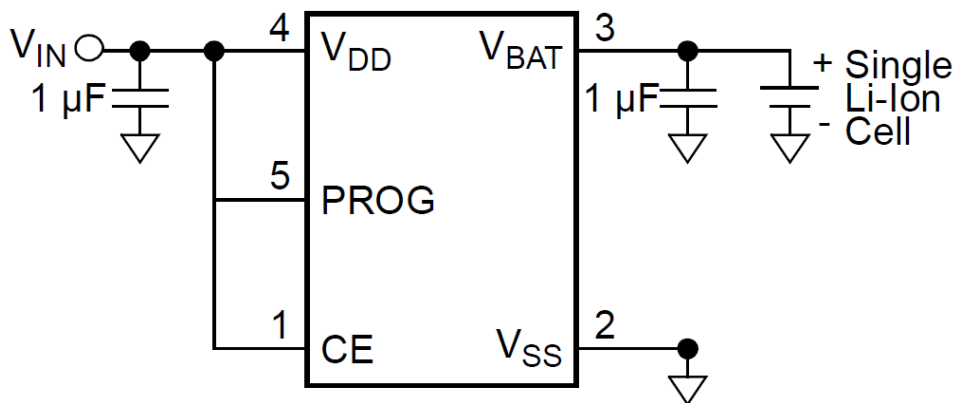 V_IN
1 µF
4
V_DD
5
PROG
1
CE
V_BAT
3
1 µF
+ Single
Li-Ion
- Cell
V_SS
2